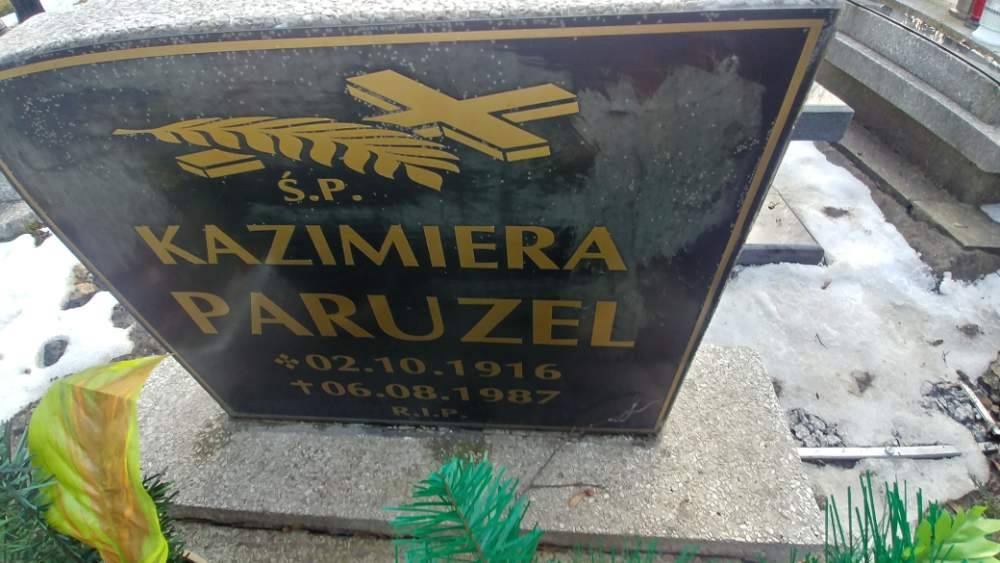 Ś.P.
KAZIMIERA
PARUZEL
02.10.1916
06.08.1987
R.I.P.